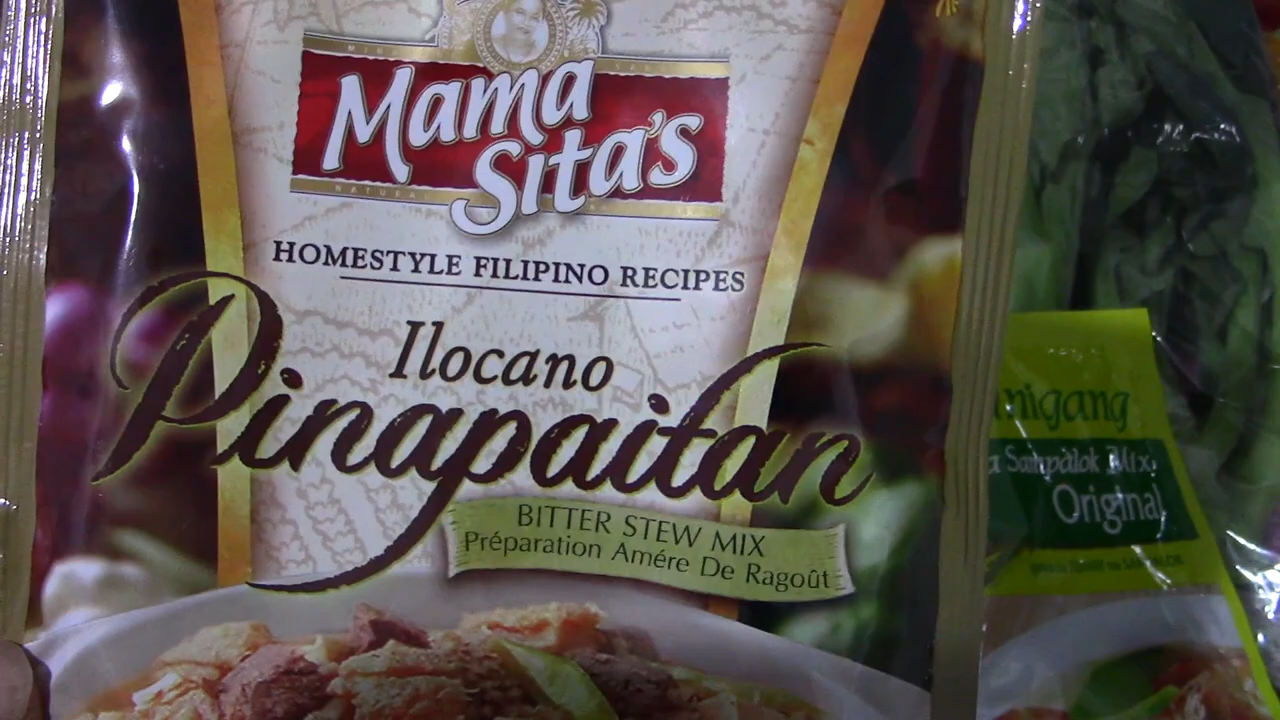 Mama
Sita's
HOMESTYLE FILIPINO RECIPES
Ilocano
Pinapaitan
BITTER STEW MIX
Préparation Amére De Ragoût
nigang
a Sampalok Mix
Original